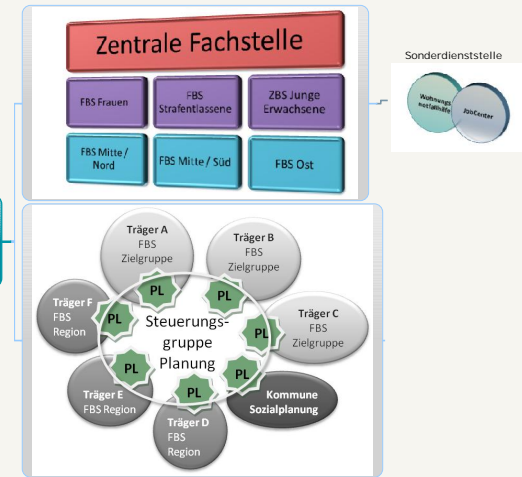 Zentrale Fachstelle
FBS Frauen
FBS
Strafentlassene
ZBS Junge
Erwachsene
FBS Mitte /
Nord
FBS Mitte / Süd
FBS Ost
Sonderdienststelle
Wohnungs
notfallhilfe
JobCenter
Träger A
FBS
Zielgruppe
PL
Träger B
FBS
Zielgruppe
PL
Träger C
FBS
Zielgruppe
PL
Träger F
FBS
Region
PL
Steuerungs-
gruppe
Planung
Träger E
FBS Region
PL
Träger D
FBS
Region
PL
Kommune
Sozialplanung
PL